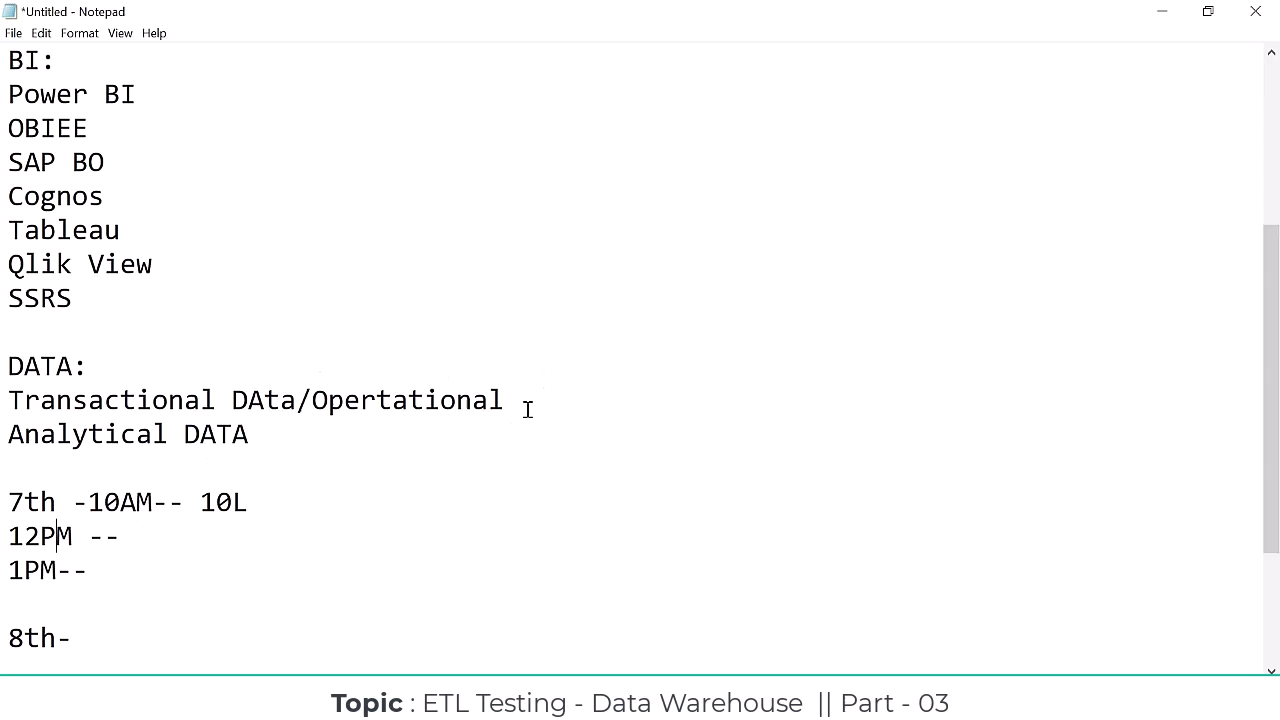 *Untitled - Notepad
File Edit Format View Help
BI:
Power BI
OBIEE
SAP BO
Cognos
Tableau
Qlik View
SSRS
DATA:
Transactional DAta/Opertational
Analytical DATA
7th -10AM-- 10L
12PM --
1PM--
8th-
Topic : ETL Testing - Data Warehouse || Part - 03